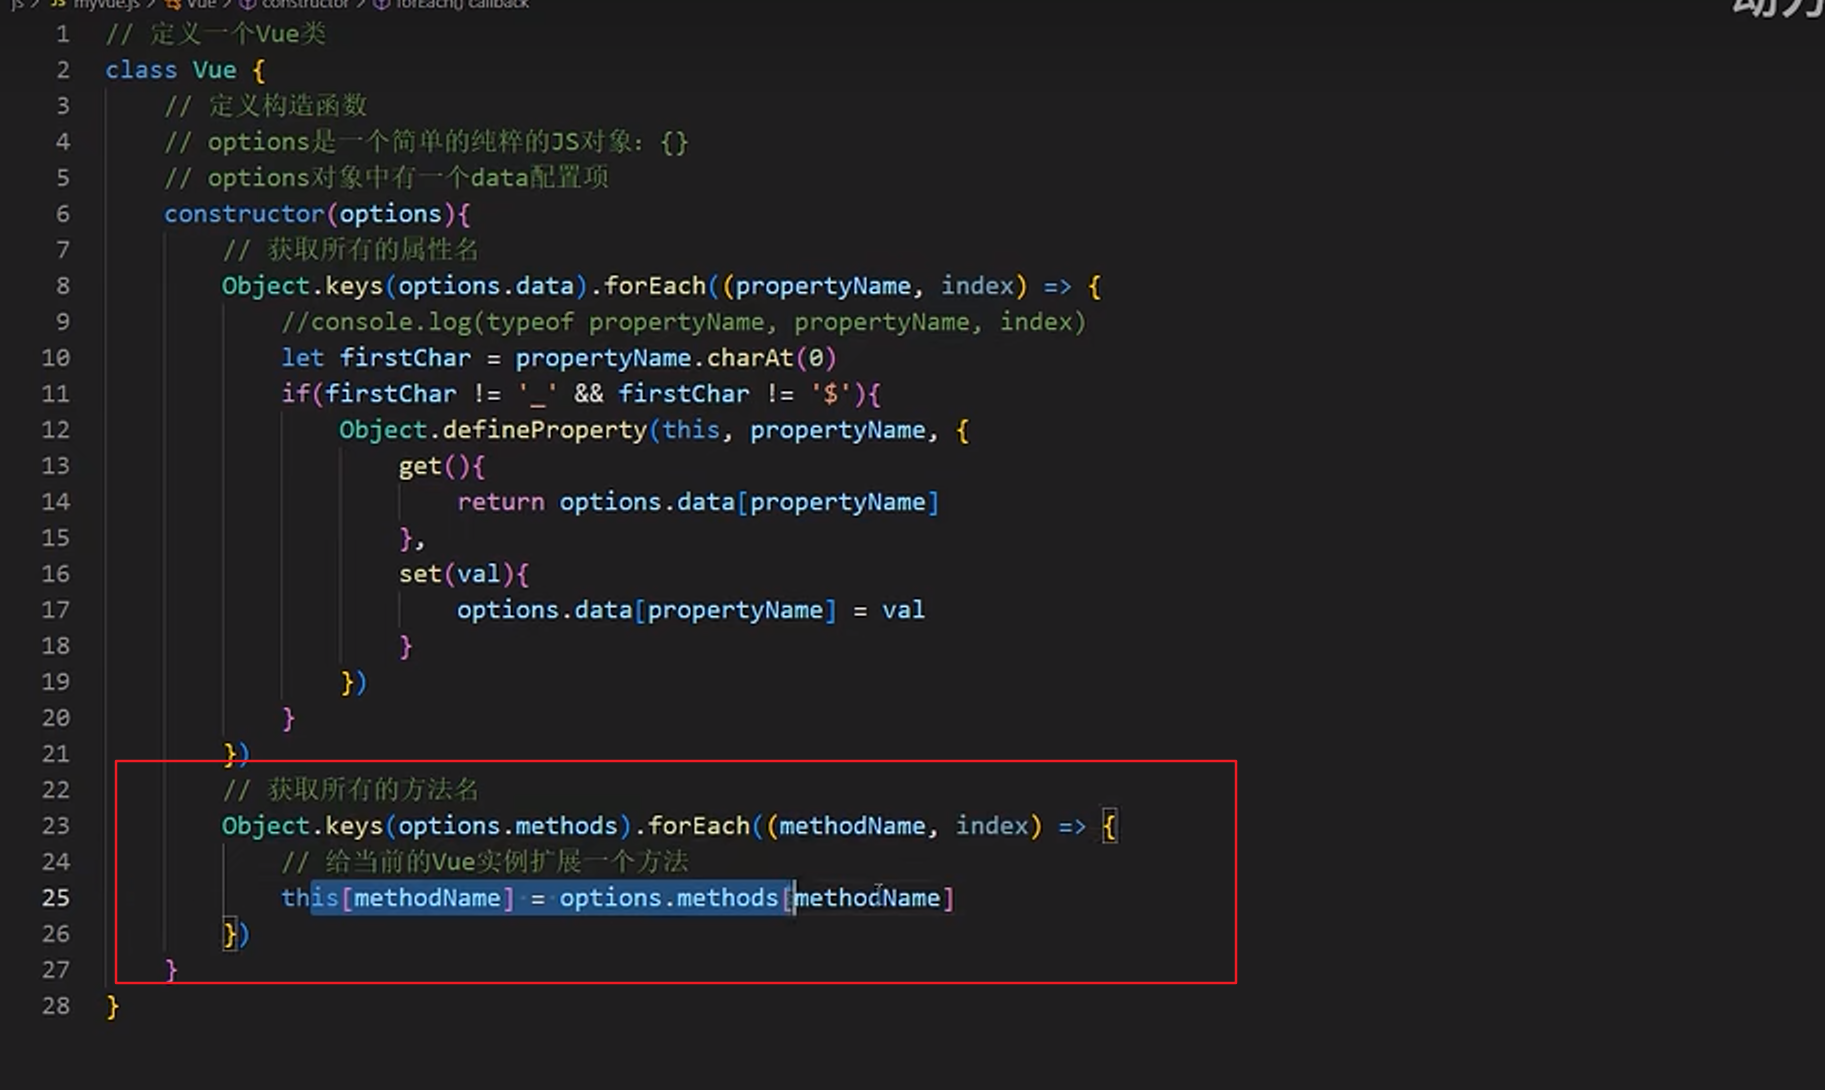 js > JS myvue.js > Vue > constructor > forEach() callback
动力
1 // 定义一个Vue类
2 class Vue {
3 // 定义构造函数
4 // options是一个简单的纯粹的JS对象：{}
5 // options对象中有一个data配置项
6 constructor(options){
7 // 获取所有的属性名
8 Object.keys(options.data).forEach((propertyName, index) => {
9 //console.log(typeof propertyName, propertyName, index)
10 let firstChar = propertyName.charAt(0)
11 if(firstChar != '_' && firstChar != '$'){
12 Object.defineProperty(this, propertyName, {
13 get(){
14 return options.data[propertyName]
15 },
16 set(val){
17 options.data[propertyName] = val
18 }
19 })
20 }
21 })
22 // 获取所有的方法名
23 Object.keys(options.methods).forEach((methodName, index) => {
24 // 给当前的Vue实例扩展一个方法
25 this[methodName] = options.methods[methodName]
26 })
27 }
28 }